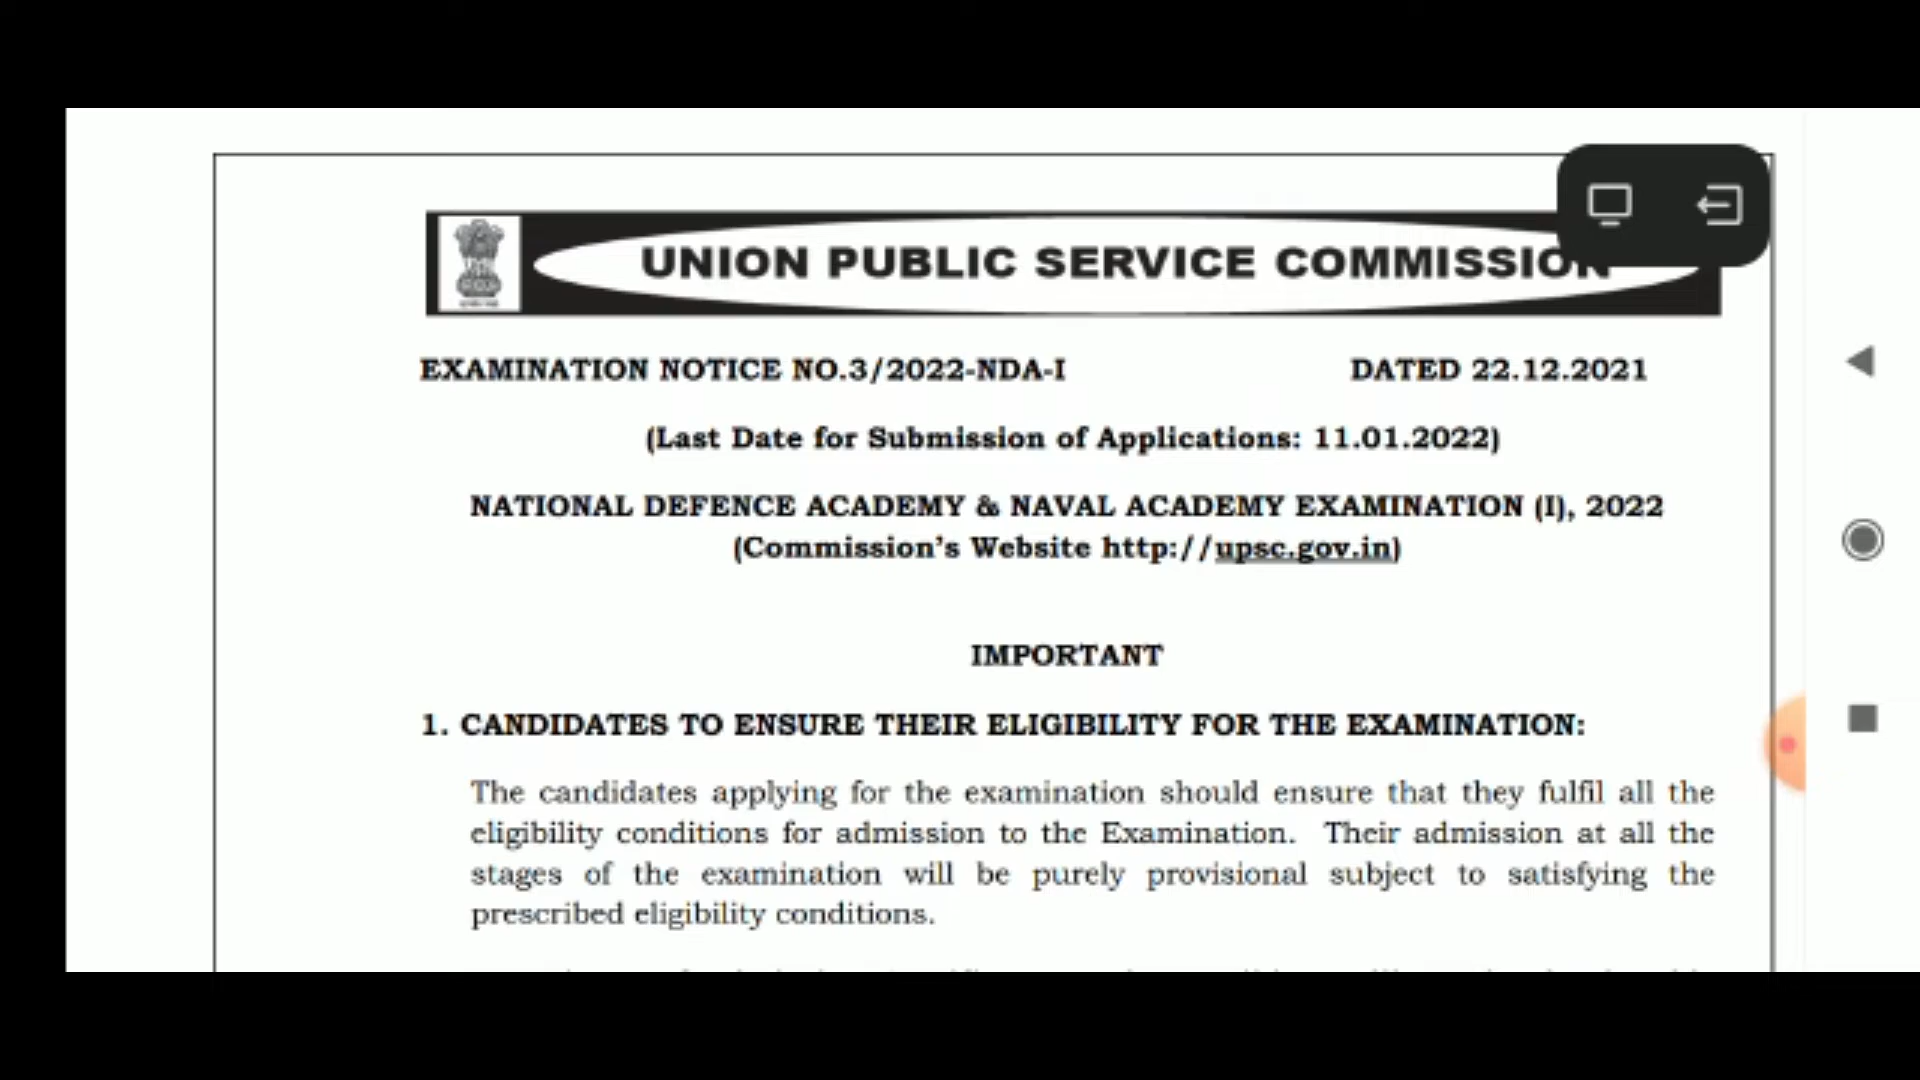 UNION PUBLIC SERVICE COMMISSION
EXAMINATION NOTICE NO.3/2022-NDA-I DATED 22.12.2021
(Last Date for Submission of Applications: 11.01.2022)
NATIONAL DEFENCE ACADEMY & NAVAL ACADEMY EXAMINATION (I), 2022
(Commission's Website http://upsc.gov.in)
IMPORTANT
1. CANDIDATES TO ENSURE THEIR ELIGIBILITY FOR THE EXAMINATION:
The candidates applying for the examination should ensure that they fulfil all the
eligibility conditions for admission to the Examination. Their admission at all the
stages of the examination will be purely provisional subject to satisfying the
prescribed eligibility conditions.